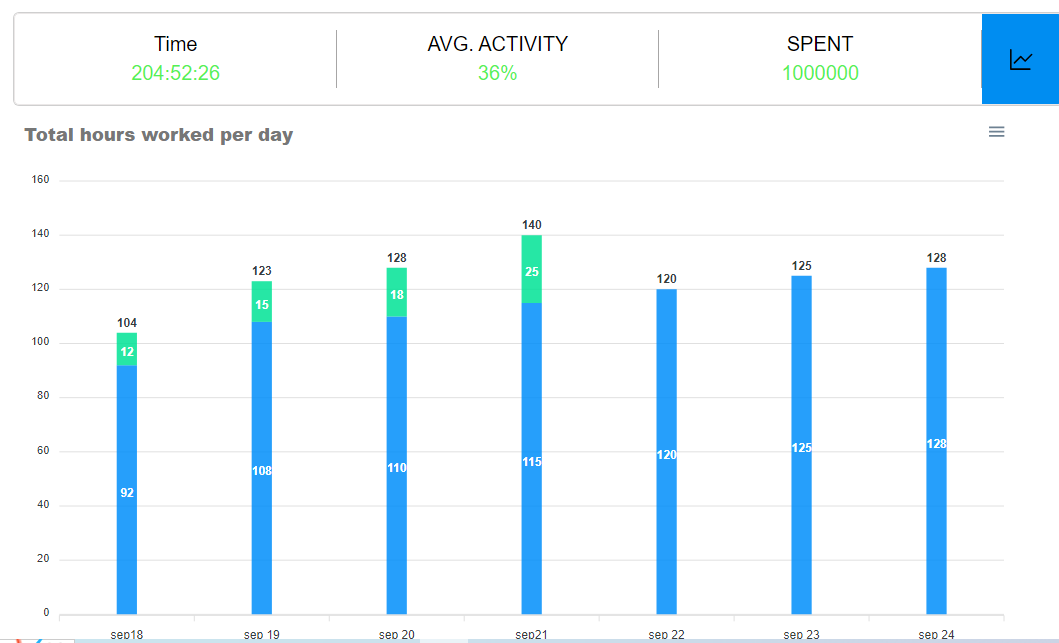 Time
AVG. ACTIVITY
SPENT
204:52:26
36%
1000000
Total hours worked per day
160
140
120
100
80
60
40
20
0
104
12
92
123
15
108
128
18
110
140
25
115
120
120
125
125
128
128
sep18
sep 19
sep 20
sep21
sep 22
sep 23
sep 24